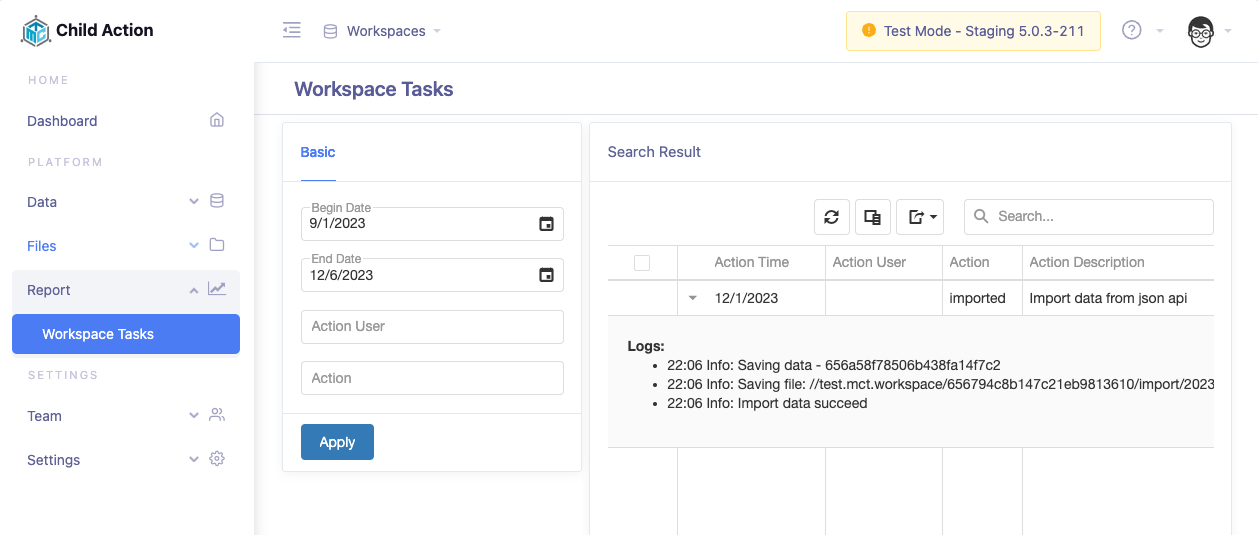 Child Action
Workspaces
Test Mode - Staging 5.0.3-211
HOME
Dashboard
PLATFORM
Data
Files
Report
Workspace Tasks
SETTINGS
Team
Settings
Workspace Tasks
Basic
Begin Date
9/1/2023
End Date
12/6/2023
Action User
Action
Apply
Search Result
Search...
Action Time Action User Action Action Description
12/1/2023 imported Import data from json api
Logs:
• 22:06 Info: Saving data - 656a58f78506b438fa14f7c2
• 22:06 Info: Saving file: //test.mct.workspace/656794c8b147c21eb9813610/import/2023
• 22:06 Info: Import data succeed